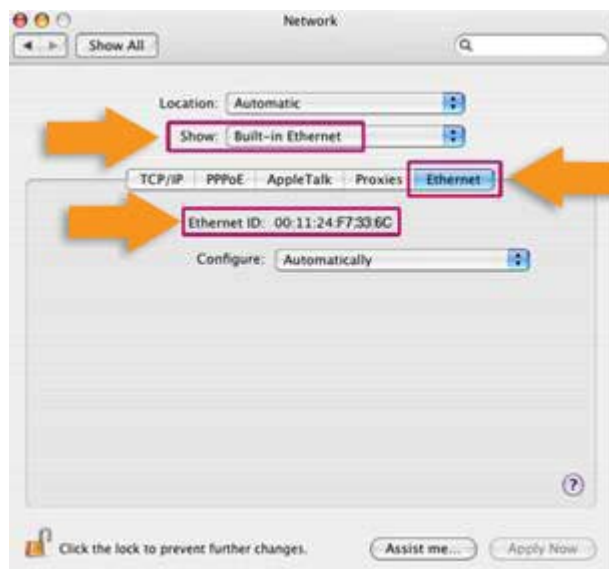 Network
Show All
Location: Automatic
Show: Built-in Ethernet
TCP/IP PPPoE AppleTalk Proxies Ethernet
Ethernet ID: 00:11:24:F7:33:6C
Configure: Automatically
?
Click the lock to prevent further changes.
Assist me... Apply Now